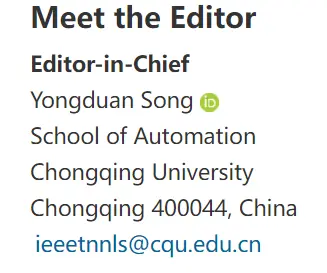 Meet the Editor
Editor-in-Chief
Yongduan Song iD
School of Automation
Chongqing University
Chongqing 400044, China
ieeetnnls@cqu.edu.cn